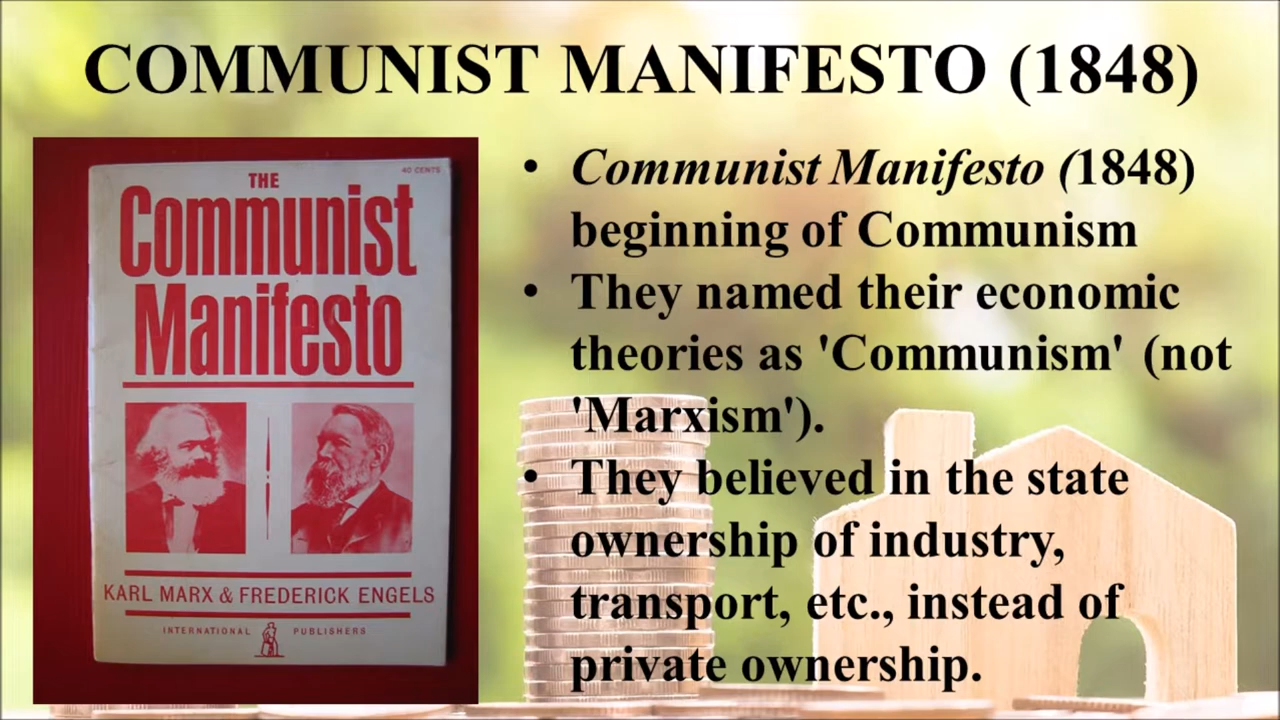 COMMUNIST MANIFESTO (1848)
40 CENTS
THE
Communist
Manifesto
KARL MARX & FREDERICK ENGELS
INTERNATIONAL PUBLISHERS
• Communist Manifesto (1848)
beginning of Communism
• They named their economic
theories as 'Communism' (not
'Marxism').
• They believed in the state
ownership of industry,
transport, etc., instead of
private ownership.